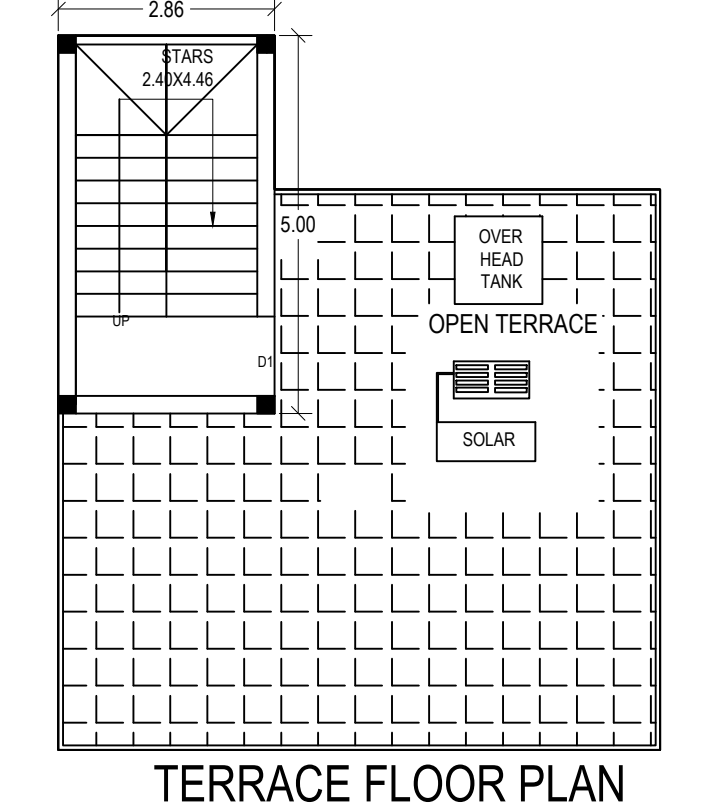 2.86
STARS
2.40X4.46
5.00
OVER
HEAD
TANK
OPEN TERRACE
UP
D1
SOLAR
TERRACE FLOOR PLAN